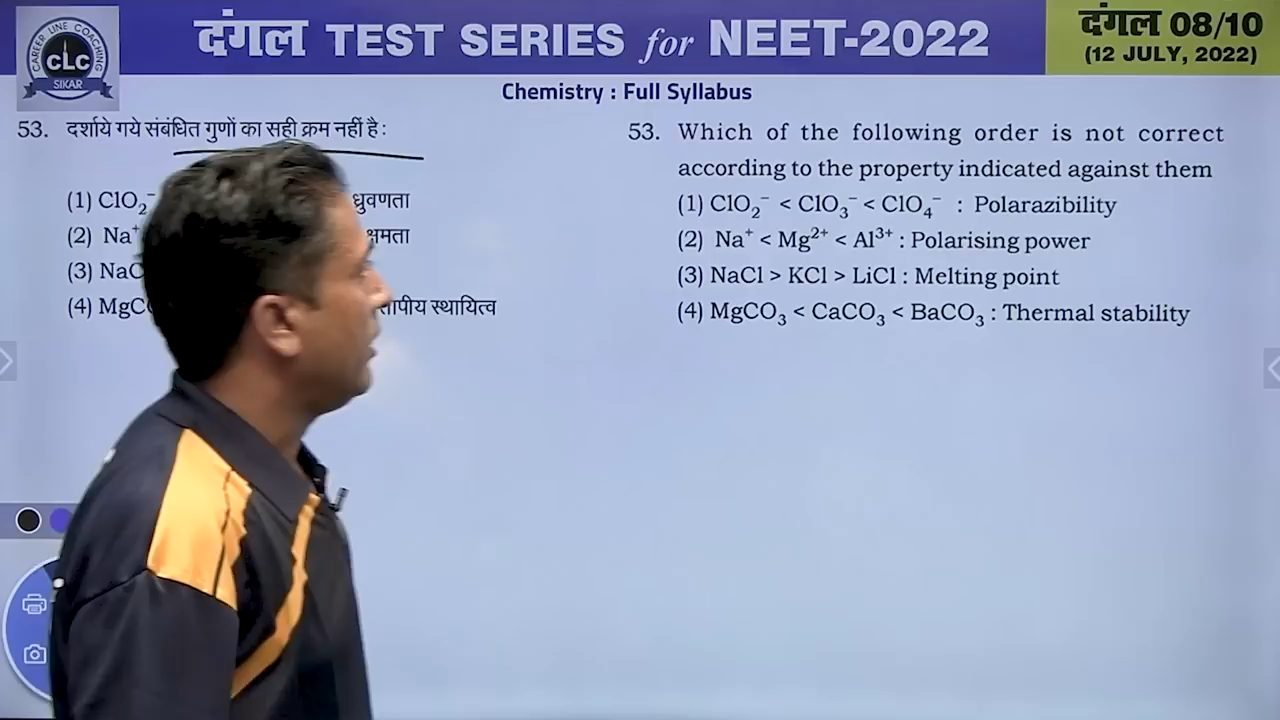 दंगल TEST SERIES for NEET-2022
दंगल 08/10
(12 JULY, 2022)
CAREER LINE COACHING
CLC
SIKAR
Chemistry : Full Syllabus
53. दर्शाये गये संबंधित गुणों का सही क्रम नहीं है :
(1) ClO₂⁻ ध्रुवणता
(2) Na⁺ क्षमता
(3) NaC
(4) MgC स्थायित्व
53. Which of the following order is not correct
according to the property indicated against them
(1) ClO₂⁻ < ClO₃⁻ < ClO₄⁻ : Polarazibility
(2) Na⁺ < Mg²⁺ < Al³⁺ : Polarising power
(3) NaCl > KCl > LiCl : Melting point
(4) MgCO₃ < CaCO₃ < BaCO₃ : Thermal stability